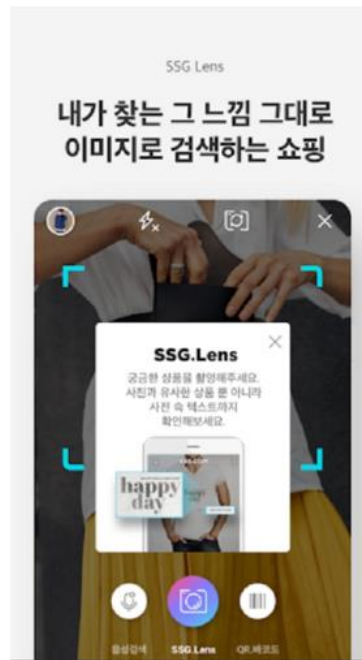 SSG Lens
내가 찾는 그 느낌 그대로
이미지로 검색하는 쇼핑
SSG.Lens
궁금한 상품을 촬영해주세요.
사진과 유사한 상품 뿐 아니라
사진 속 텍스트까지
확인해보세요.
SSG.COM
happy
day
음성검색 SSG.Lens QR.바코드